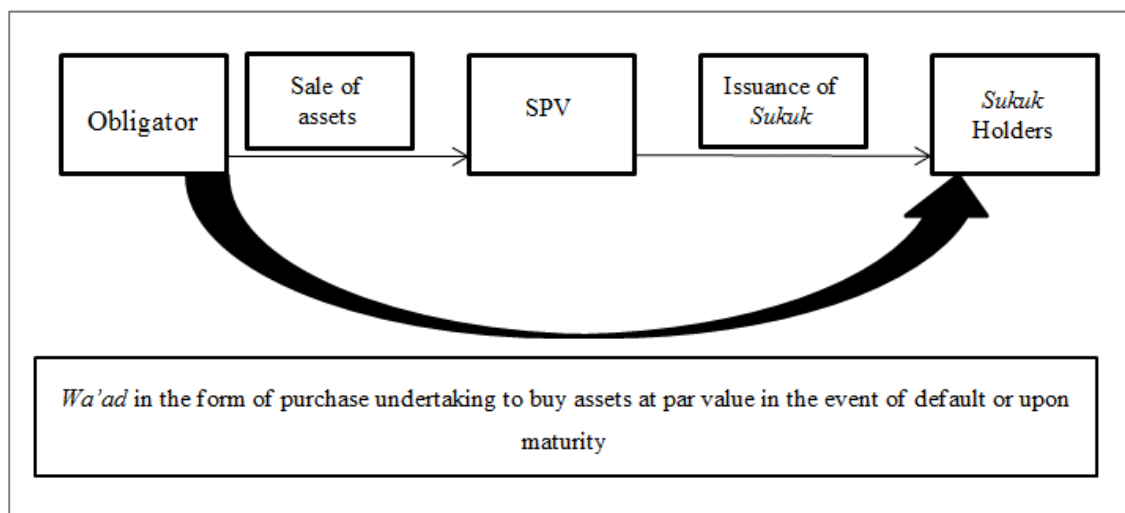 Obligator
Sale of
assets
SPV
Issuance of
Sukuk
Sukuk
Holders
Wa’ad in the form of purchase undertaking to buy assets at par value in the event of default or upon
maturity